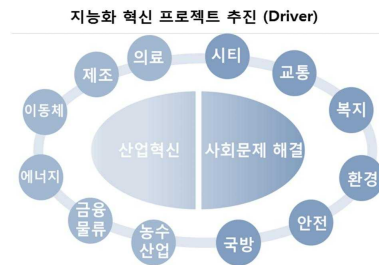 지능화 혁신 프로젝트 추진 (Driver)
의료
시티
제조
교통
이동체
복지
산업혁신
사회문제 해결
에너지
환경
금융
물류
안전
농수
산업
국방